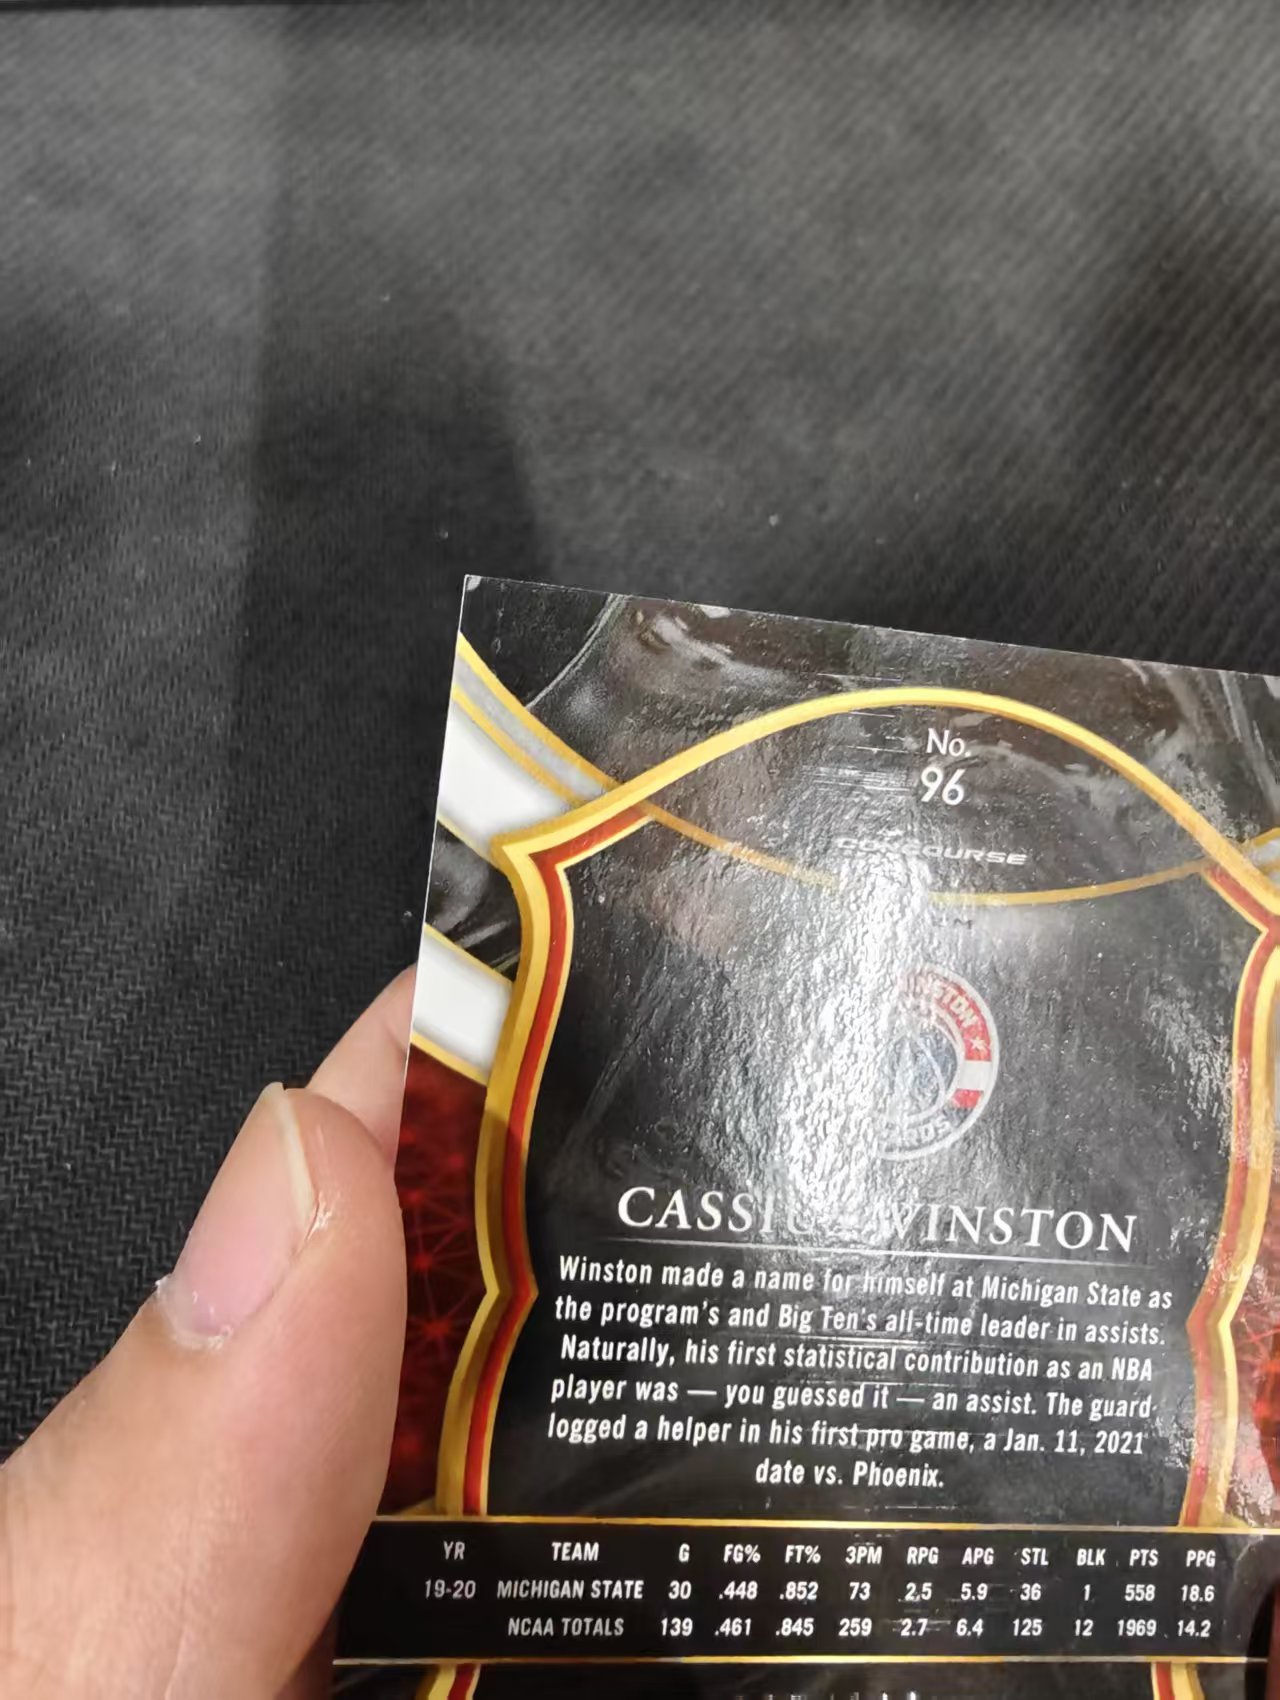 No.
96
CONCOURSE
CASSIUS WINSTON
Winston made a name for himself at Michigan State as
the program's and Big Ten's all-time leader in assists.
Naturally, his first statistical contribution as an NBA
player was — you guessed it — an assist. The guard
logged a helper in his first pro game, a Jan. 11, 2021
date vs. Phoenix.
YR TEAM G FG% FT% 3PM RPG APG STL BLK PTS PPG
19-20 MICHIGAN STATE 30 .448 .852 73 2.5 5.9 36 1 558 18.6
NCAA TOTALS 139 .461 .845 259 2.7 6.4 125 12 1969 14.2